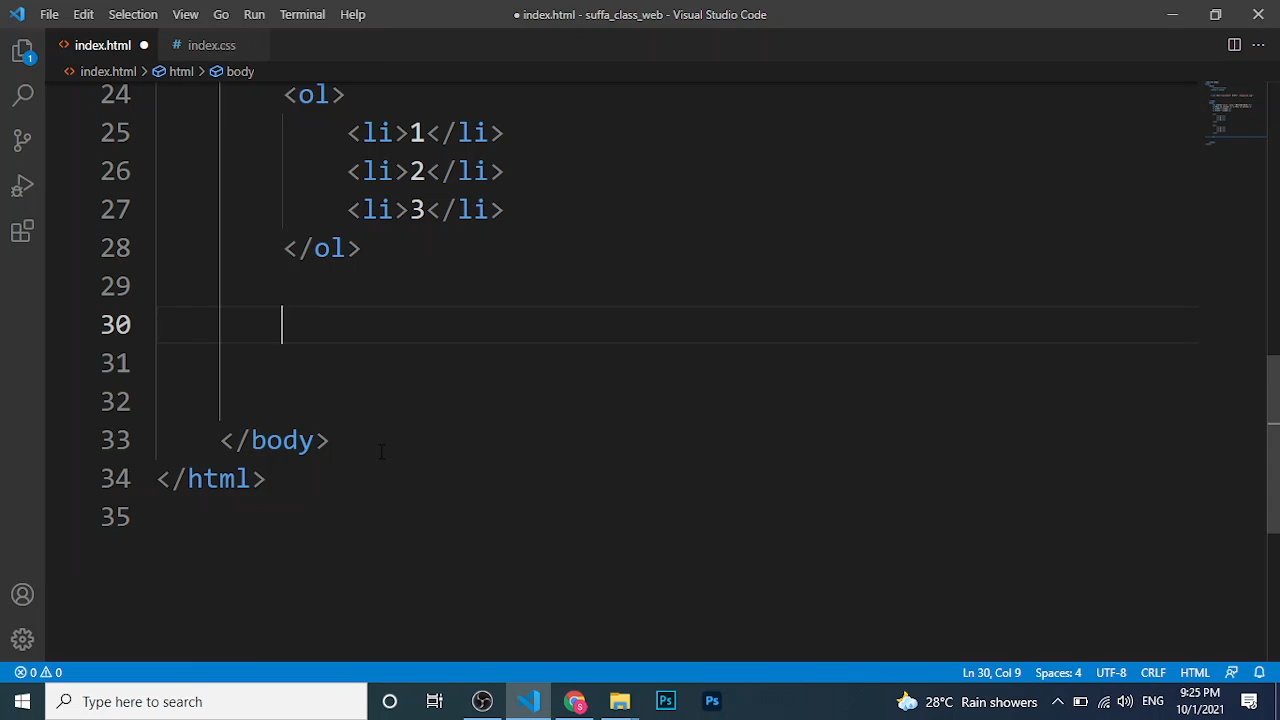 File Edit Selection View Go Run Terminal Help
● index.html - suffa_class_web - Visual Studio Code
<> index.html ●
# index.css
<> index.html > html > body
24 <ol>
25 <li>1</li>
26 <li>2</li>
27 <li>3</li>
28 </ol>
29
30
31
32
33 </body>
34 </html>
35
1
0 0
Ln 30, Col 9 Spaces: 4 UTF-8 CRLF HTML
Type here to search
S
Ps
Ps
28°C Rain showers
ENG
9:25 PM
10/1/2021